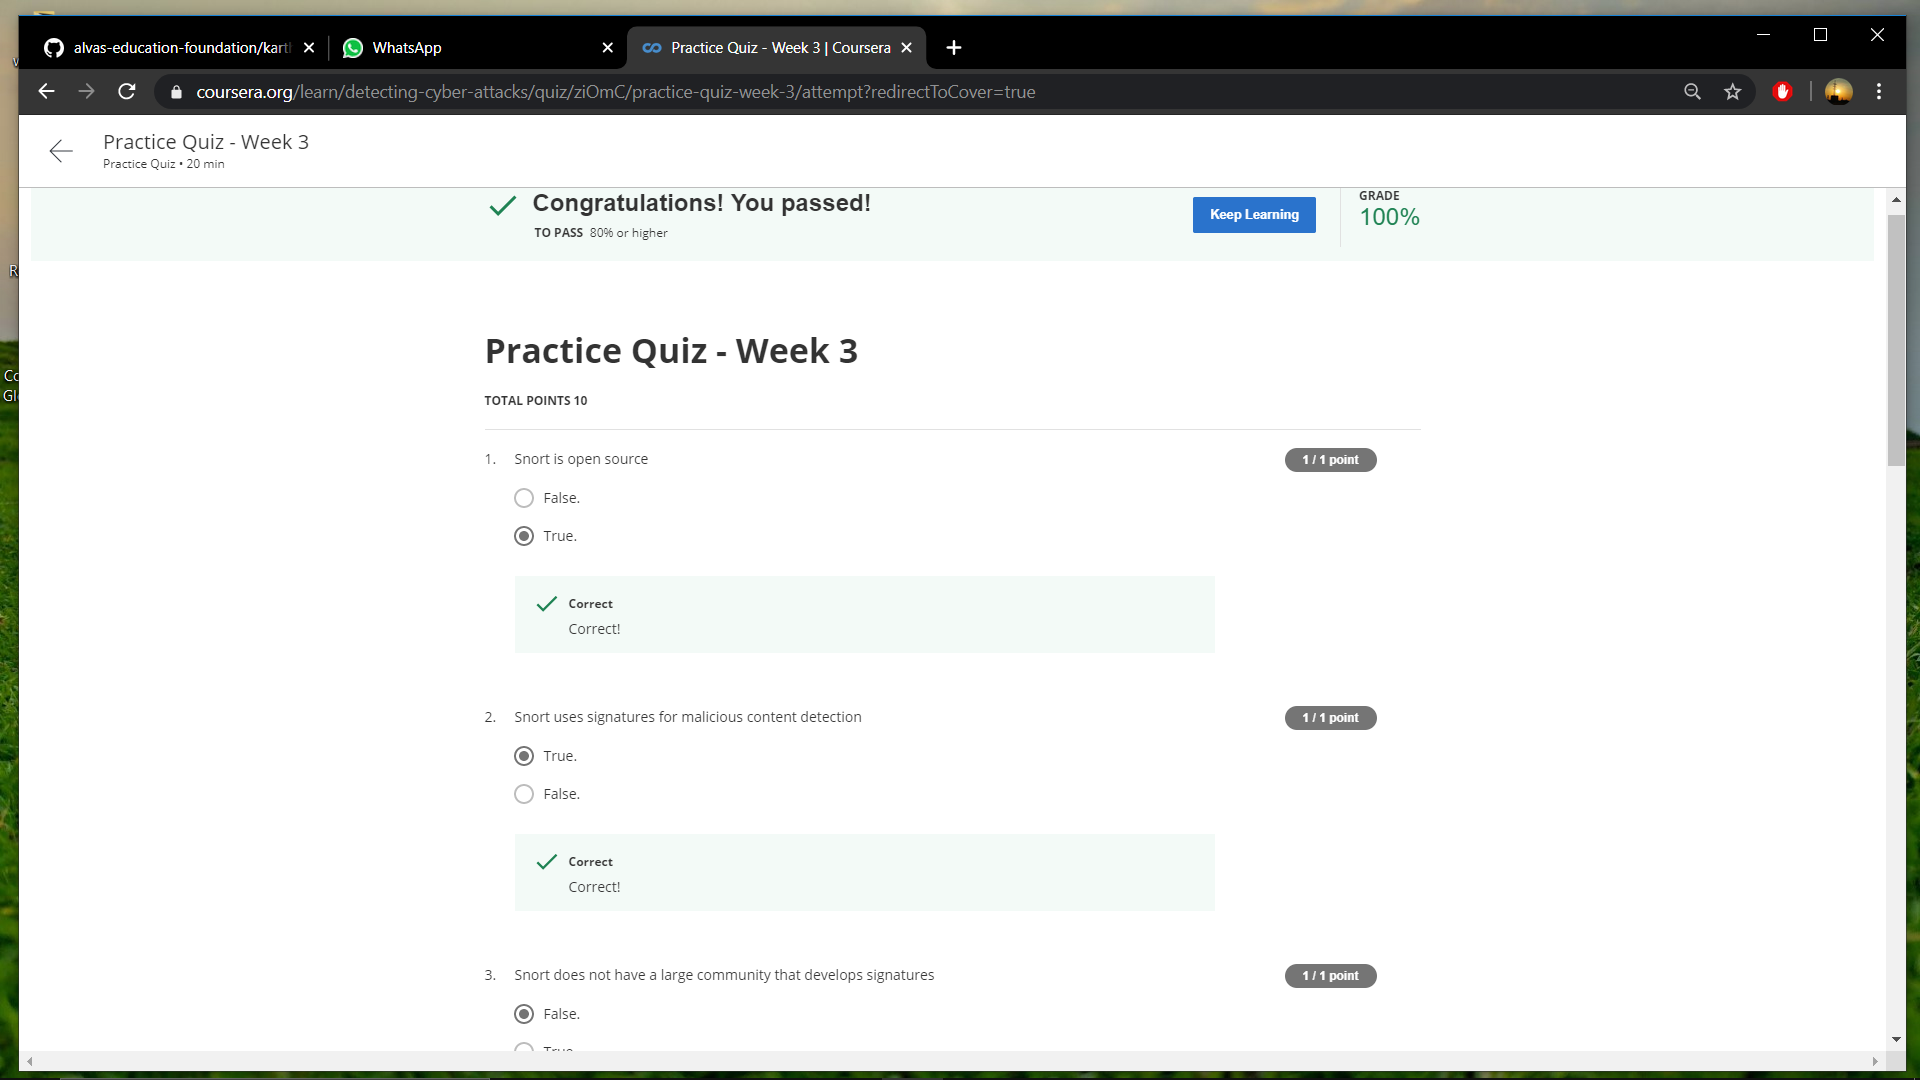 alvas-education-foundation/kart
WhatsApp
Practice Quiz - Week 3 | Coursera
coursera.org/learn/detecting-cyber-attacks/quiz/ziOmC/practice-quiz-week-3/attempt?redirectToCover=true
Practice Quiz - Week 3
Practice Quiz • 20 min
Congratulations! You passed!
TO PASS 80% or higher
Keep Learning
GRADE
100%
Practice Quiz - Week 3
TOTAL POINTS 10
1. Snort is open source
1 / 1 point
False.
True.
Correct
Correct!
2. Snort uses signatures for malicious content detection
1 / 1 point
True.
False.
Correct
Correct!
3. Snort does not have a large community that develops signatures
1 / 1 point
False.
True.